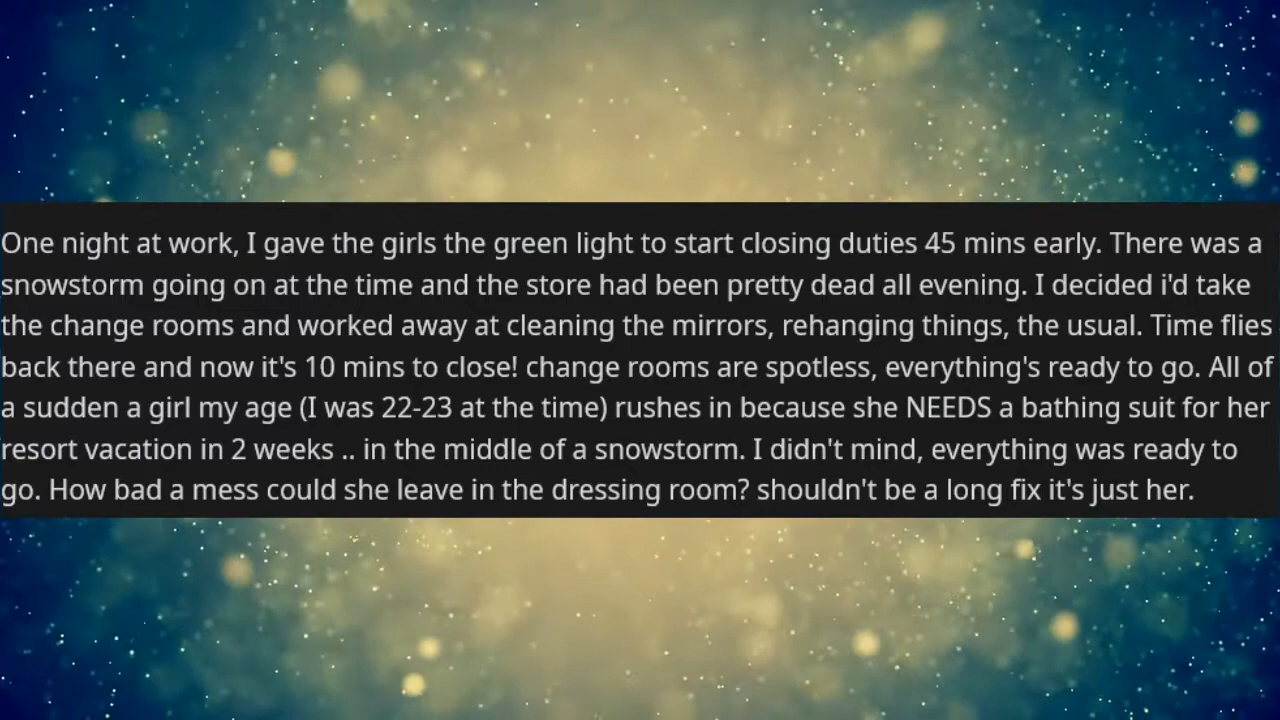 One night at work, I gave the girls the green light to start closing duties 45 mins early. There was a
snowstorm going on at the time and the store had been pretty dead all evening. I decided i'd take
the change rooms and worked away at cleaning the mirrors, rehanging things, the usual. Time flies
back there and now it's 10 mins to close! change rooms are spotless, everything's ready to go. All of
a sudden a girl my age (I was 22-23 at the time) rushes in because she NEEDS a bathing suit for her
resort vacation in 2 weeks .. in the middle of a snowstorm. I didn't mind, everything was ready to
go. How bad a mess could she leave in the dressing room? shouldn't be a long fix it's just her.